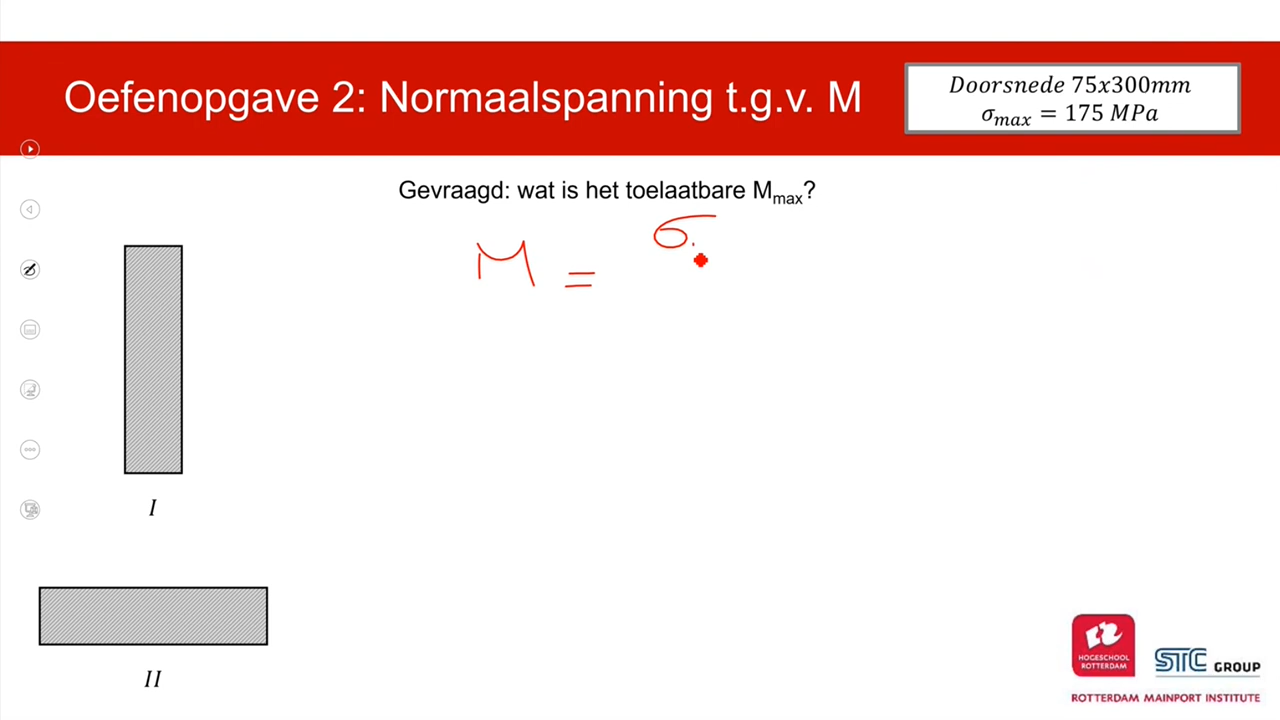 Oefenopgave 2: Normaalspanning t.g.v. M
Doorsnede 75x300mm
σmax = 175 MPa
Gevraagd: wat is het toelaatbare Mmax?
M = σ.
I
II
HOGESCHOOL
ROTTERDAM
STC GROUP
ROTTERDAM MAINPORT INSTITUTE